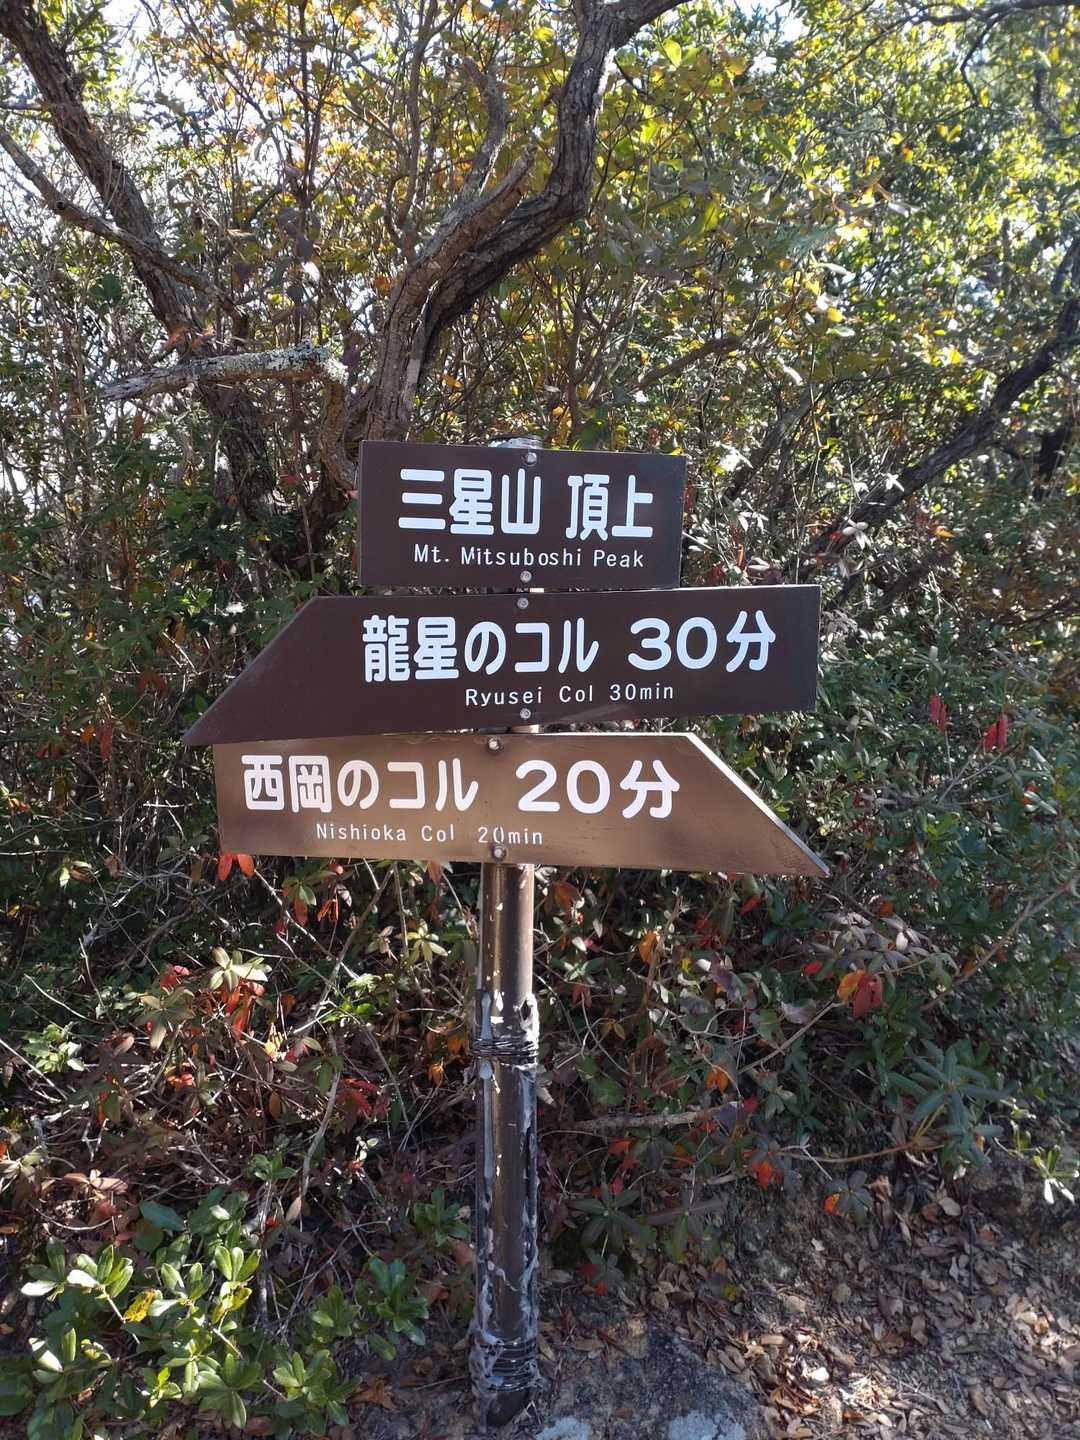 三星山 頂上
Mt. Mitsuboshi Peak
龍星のコル 30分
Ryusei Col 30min
西岡のコル 20分
Nishioka Col 20min